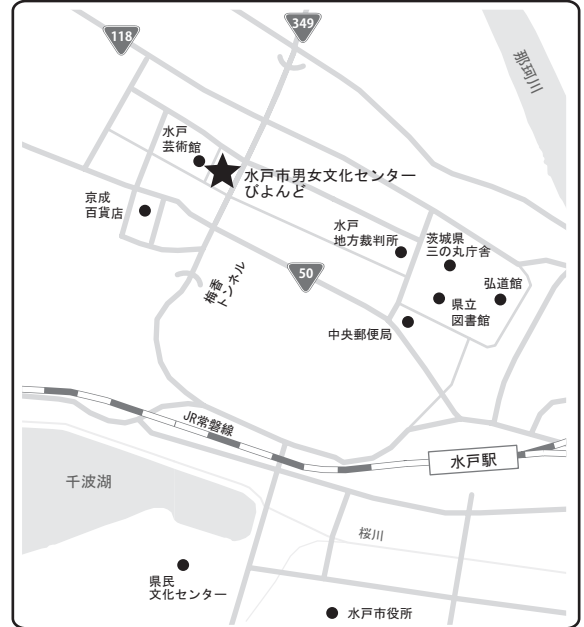 118
349
那珂川
水戸
芸術館
水戸市男女文化センター
びよんど
京成
百貨店
水戸
地方裁判所
茨城県
三の丸庁舎
弘道館
県立
図書館
中央郵便局
梅香
トンネル
50
JR常磐線
水戸駅
千波湖
桜川
県民
文化センター
水戸市役所